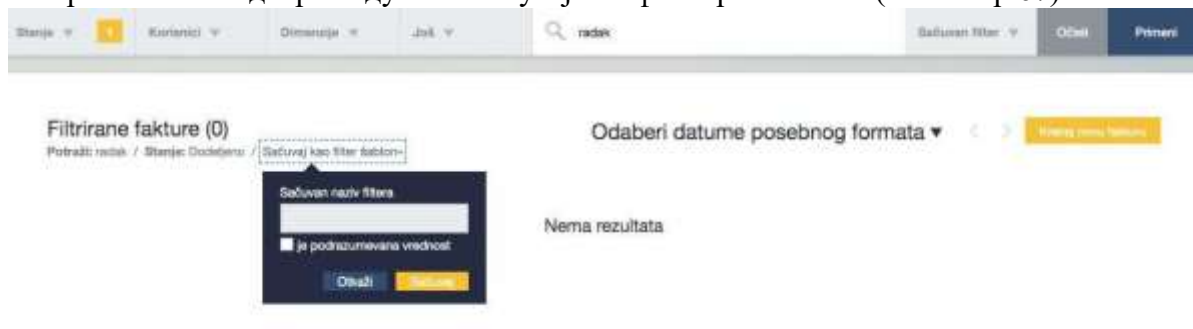 Stanje ▾ 1 Korisnici ▾ Dimenzije ▾ Još ▾ radak Sačuvan filter ▾ Očisti Primeni
Filtrirane fakture (0)
Odaberi datume posebnog formata ▾
Potraži: radak / Stanje: Dodeljeno / Sačuvaj kao filter šablon
Sačuvan naziv filtera
Nema rezultata
je podrazumevana vrednost
Otkaži Sačuvaj